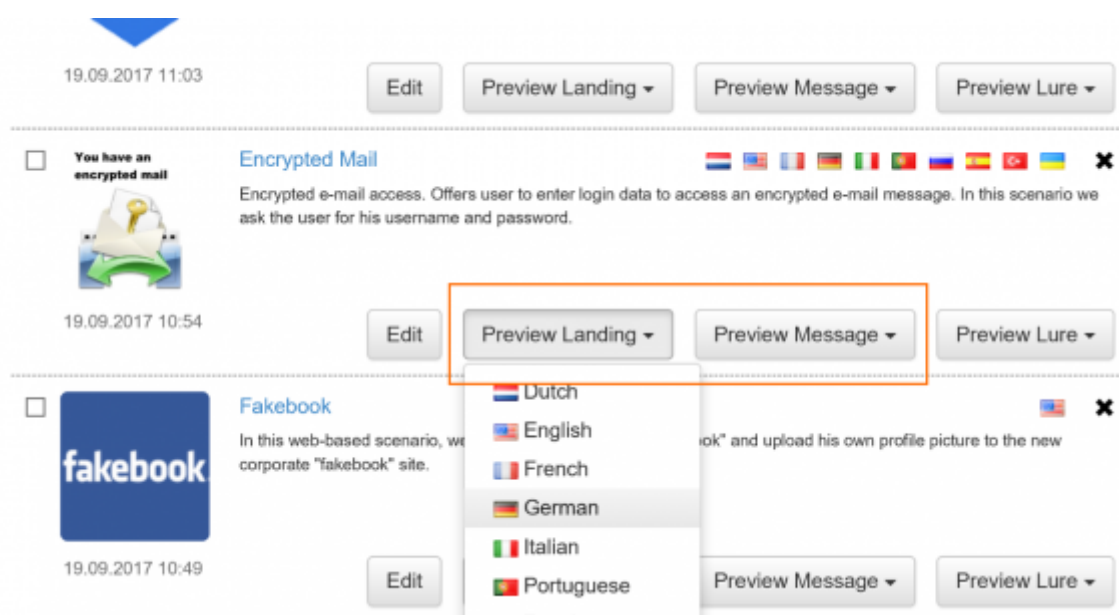 19.09.2017 11:03
Edit
Preview Landing
Preview Message
Preview Lure
You have an
encrypted mail
Encrypted Mail
Encrypted e-mail access. Offers user to enter login data to access an encrypted e-mail message. In this scenario we
ask the user for his username and password.
19.09.2017 10:54
Edit
Preview Landing
Preview Message
Preview Lure
Dutch
English
French
German
Italian
Portuguese
fakebook
Fakebook
In this web-based scenario, we
ok" and upload his own profile picture to the new
corporate "fakebook" site.
19.09.2017 10:49
Edit
Preview Message
Preview Lure